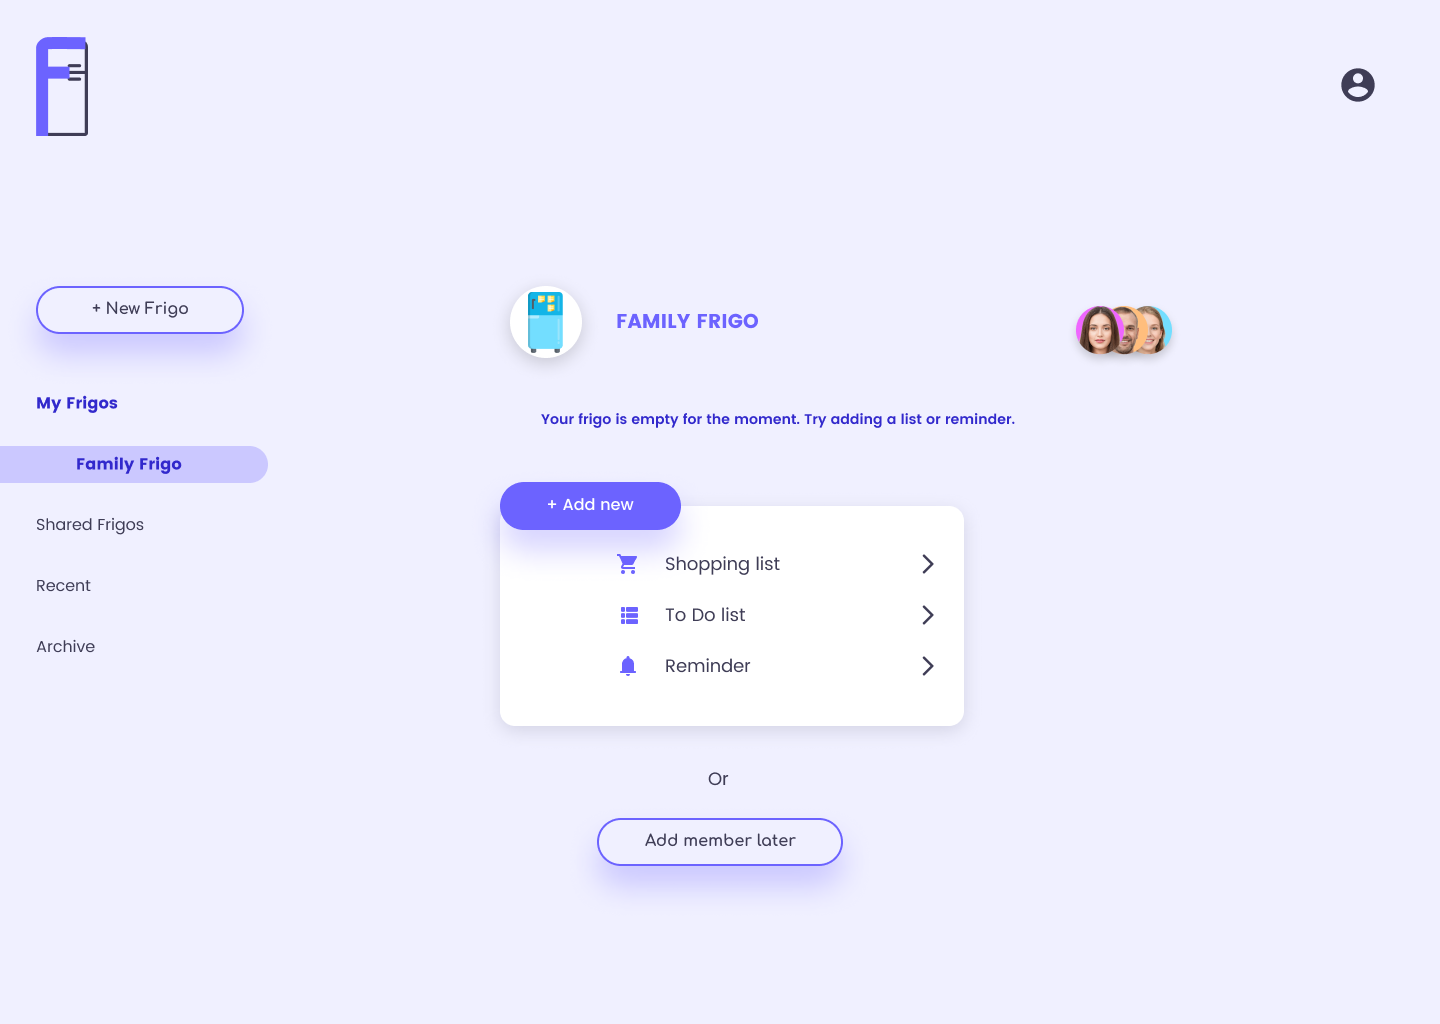 + New Frigo
FAMILY FRIGO
My Frigos
Your frigo is empty for the moment. Try adding a list or reminder.
Family Frigo
+ Add new
Shared Frigos
Shopping list
Recent
To Do list
Archive
Reminder
Or
Add member later